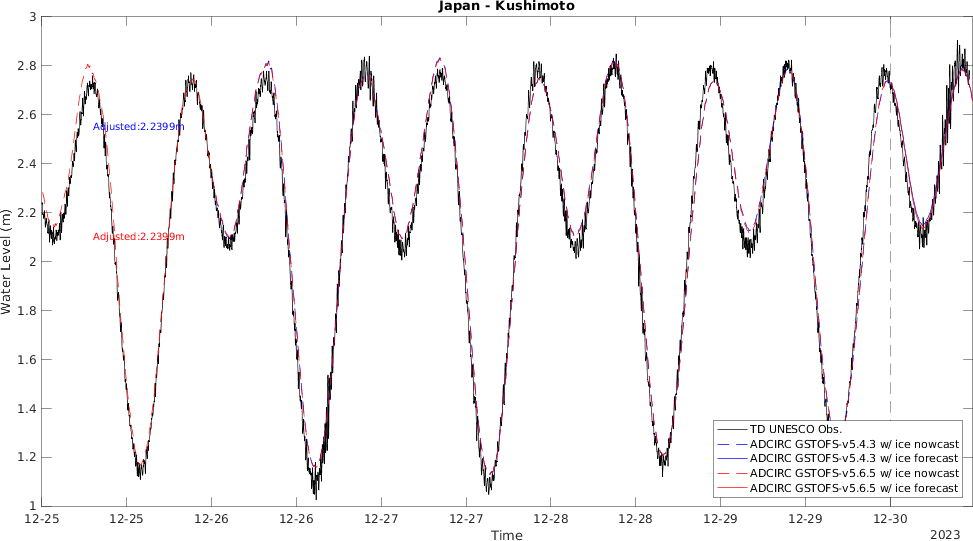 Japan - Kushimoto
3
2.8
2.6
2.4
2.2
2
1.8
1.6
1.4
1.2
1
Water Level (m)
Adjusted:2.2399m
Adjusted:2.2399m
TD UNESCO Obs.
ADCIRC GSTOFS-v5.4.3 w/ ice nowcast
ADCIRC GSTOFS-v5.4.3 w/ ice forecast
ADCIRC GSTOFS-v5.6.5 w/ ice nowcast
ADCIRC GSTOFS-v5.6.5 w/ ice forecast
12-25 12-25 12-26 12-26 12-27 12-27 12-28 12-28 12-29 12-29 12-30
Time
2023